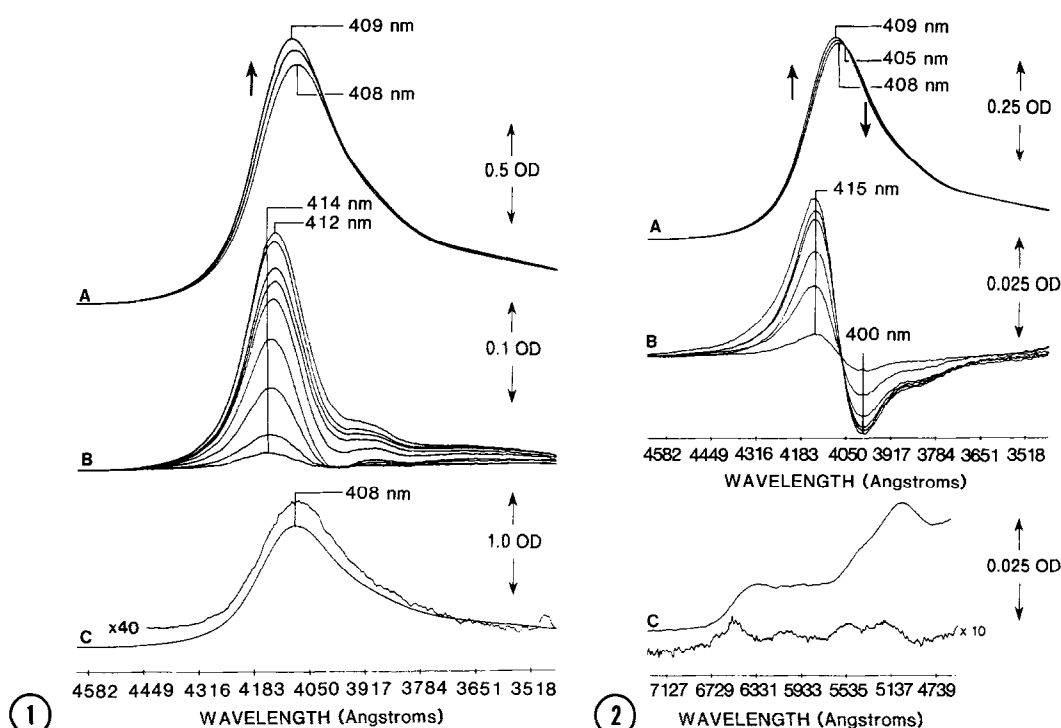 409 nm
408 nm
0.5 OD
A
414 nm
412 nm
0.1 OD
B
408 nm
1.0 OD
C x40
4582 4449 4316 4183 4050 3917 3784 3651 3518
WAVELENGTH (Angstroms)
1
409 nm
405 nm
408 nm
0.25 OD
A
415 nm
0.025 OD
B
400 nm
4582 4449 4316 4183 4050 3917 3784 3651 3518
WAVELENGTH (Angstroms)
0.025 OD
C
x 10
7127 6729 6331 5933 5535 5137 4739
WAVELENGTH (Angstroms)
2